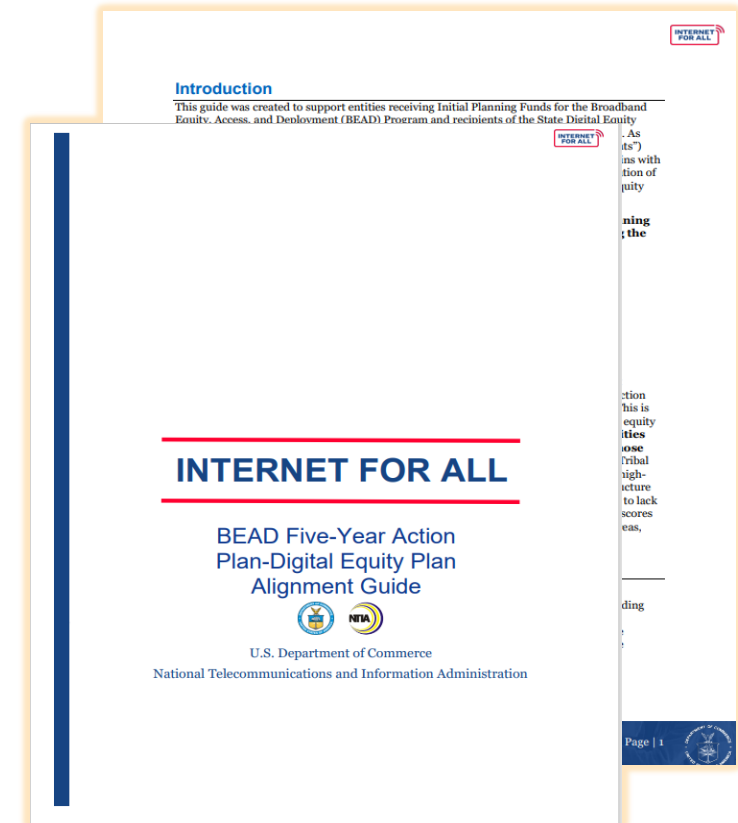 INTERNET
FOR ALL
Introduction
This guide was created to support entities receiving Initial Planning Funds for the Broadband
Equity, Access, and Deployment (BEAD) Program and recipients of the State Digital Equity
. As
ts")
ins with
tion of
quity
ning
g the
ction
This is
equity
ities
hose
Tribal
high-
ucture
to lack
scores
eas,
ding
Page | 1
INTERNET
FOR ALL
INTERNET FOR ALL
BEAD Five-Year Action
Plan-Digital Equity Plan
Alignment Guide
NTIA
U.S. Department of Commerce
National Telecommunications and Information Administration